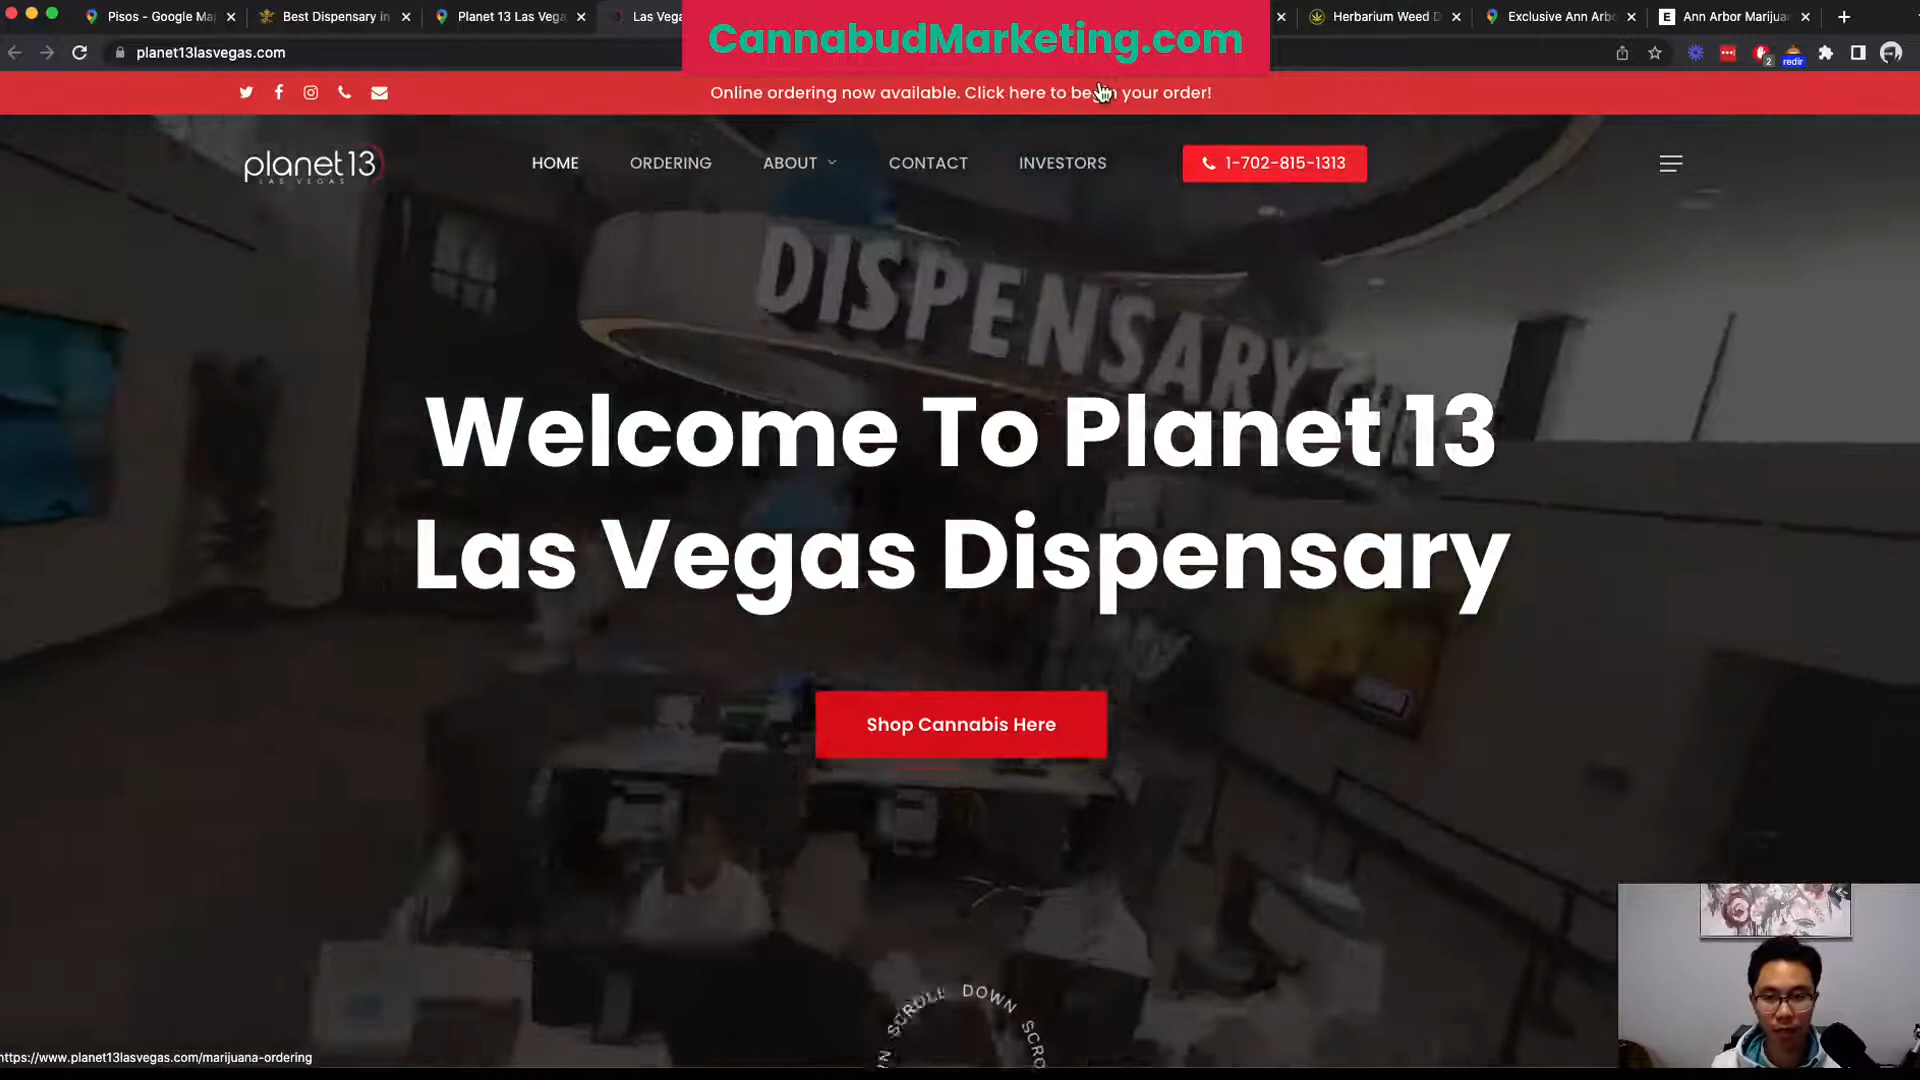 Pisos - Google Ma
Best Dispensary in
Planet 13 Las Vega
Las Vega
Herbarium Weed D
Exclusive Ann Arbo
E Ann Arbor Marijua
CannabudMarketing.com
planet13lasvegas.com
2
redir
Online ordering now available. Click here to begin your order!
planet13
LAS VEGAS
HOME
ORDERING
ABOUT
CONTACT
INVESTORS
1-702-815-1313
DISPENSARY
Welcome To Planet 13
Las Vegas Dispensary
Shop Cannabis Here
SCROLL DOWN
https://www.planet13lasvegas.com/marijuana-ordering